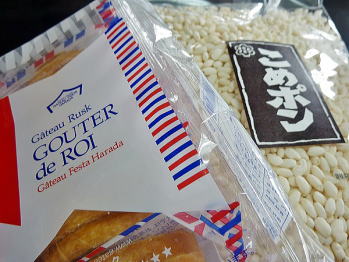 Gâteau Rusk
GOUTER
de ROI
Gâteau Festa Harada
こめポン